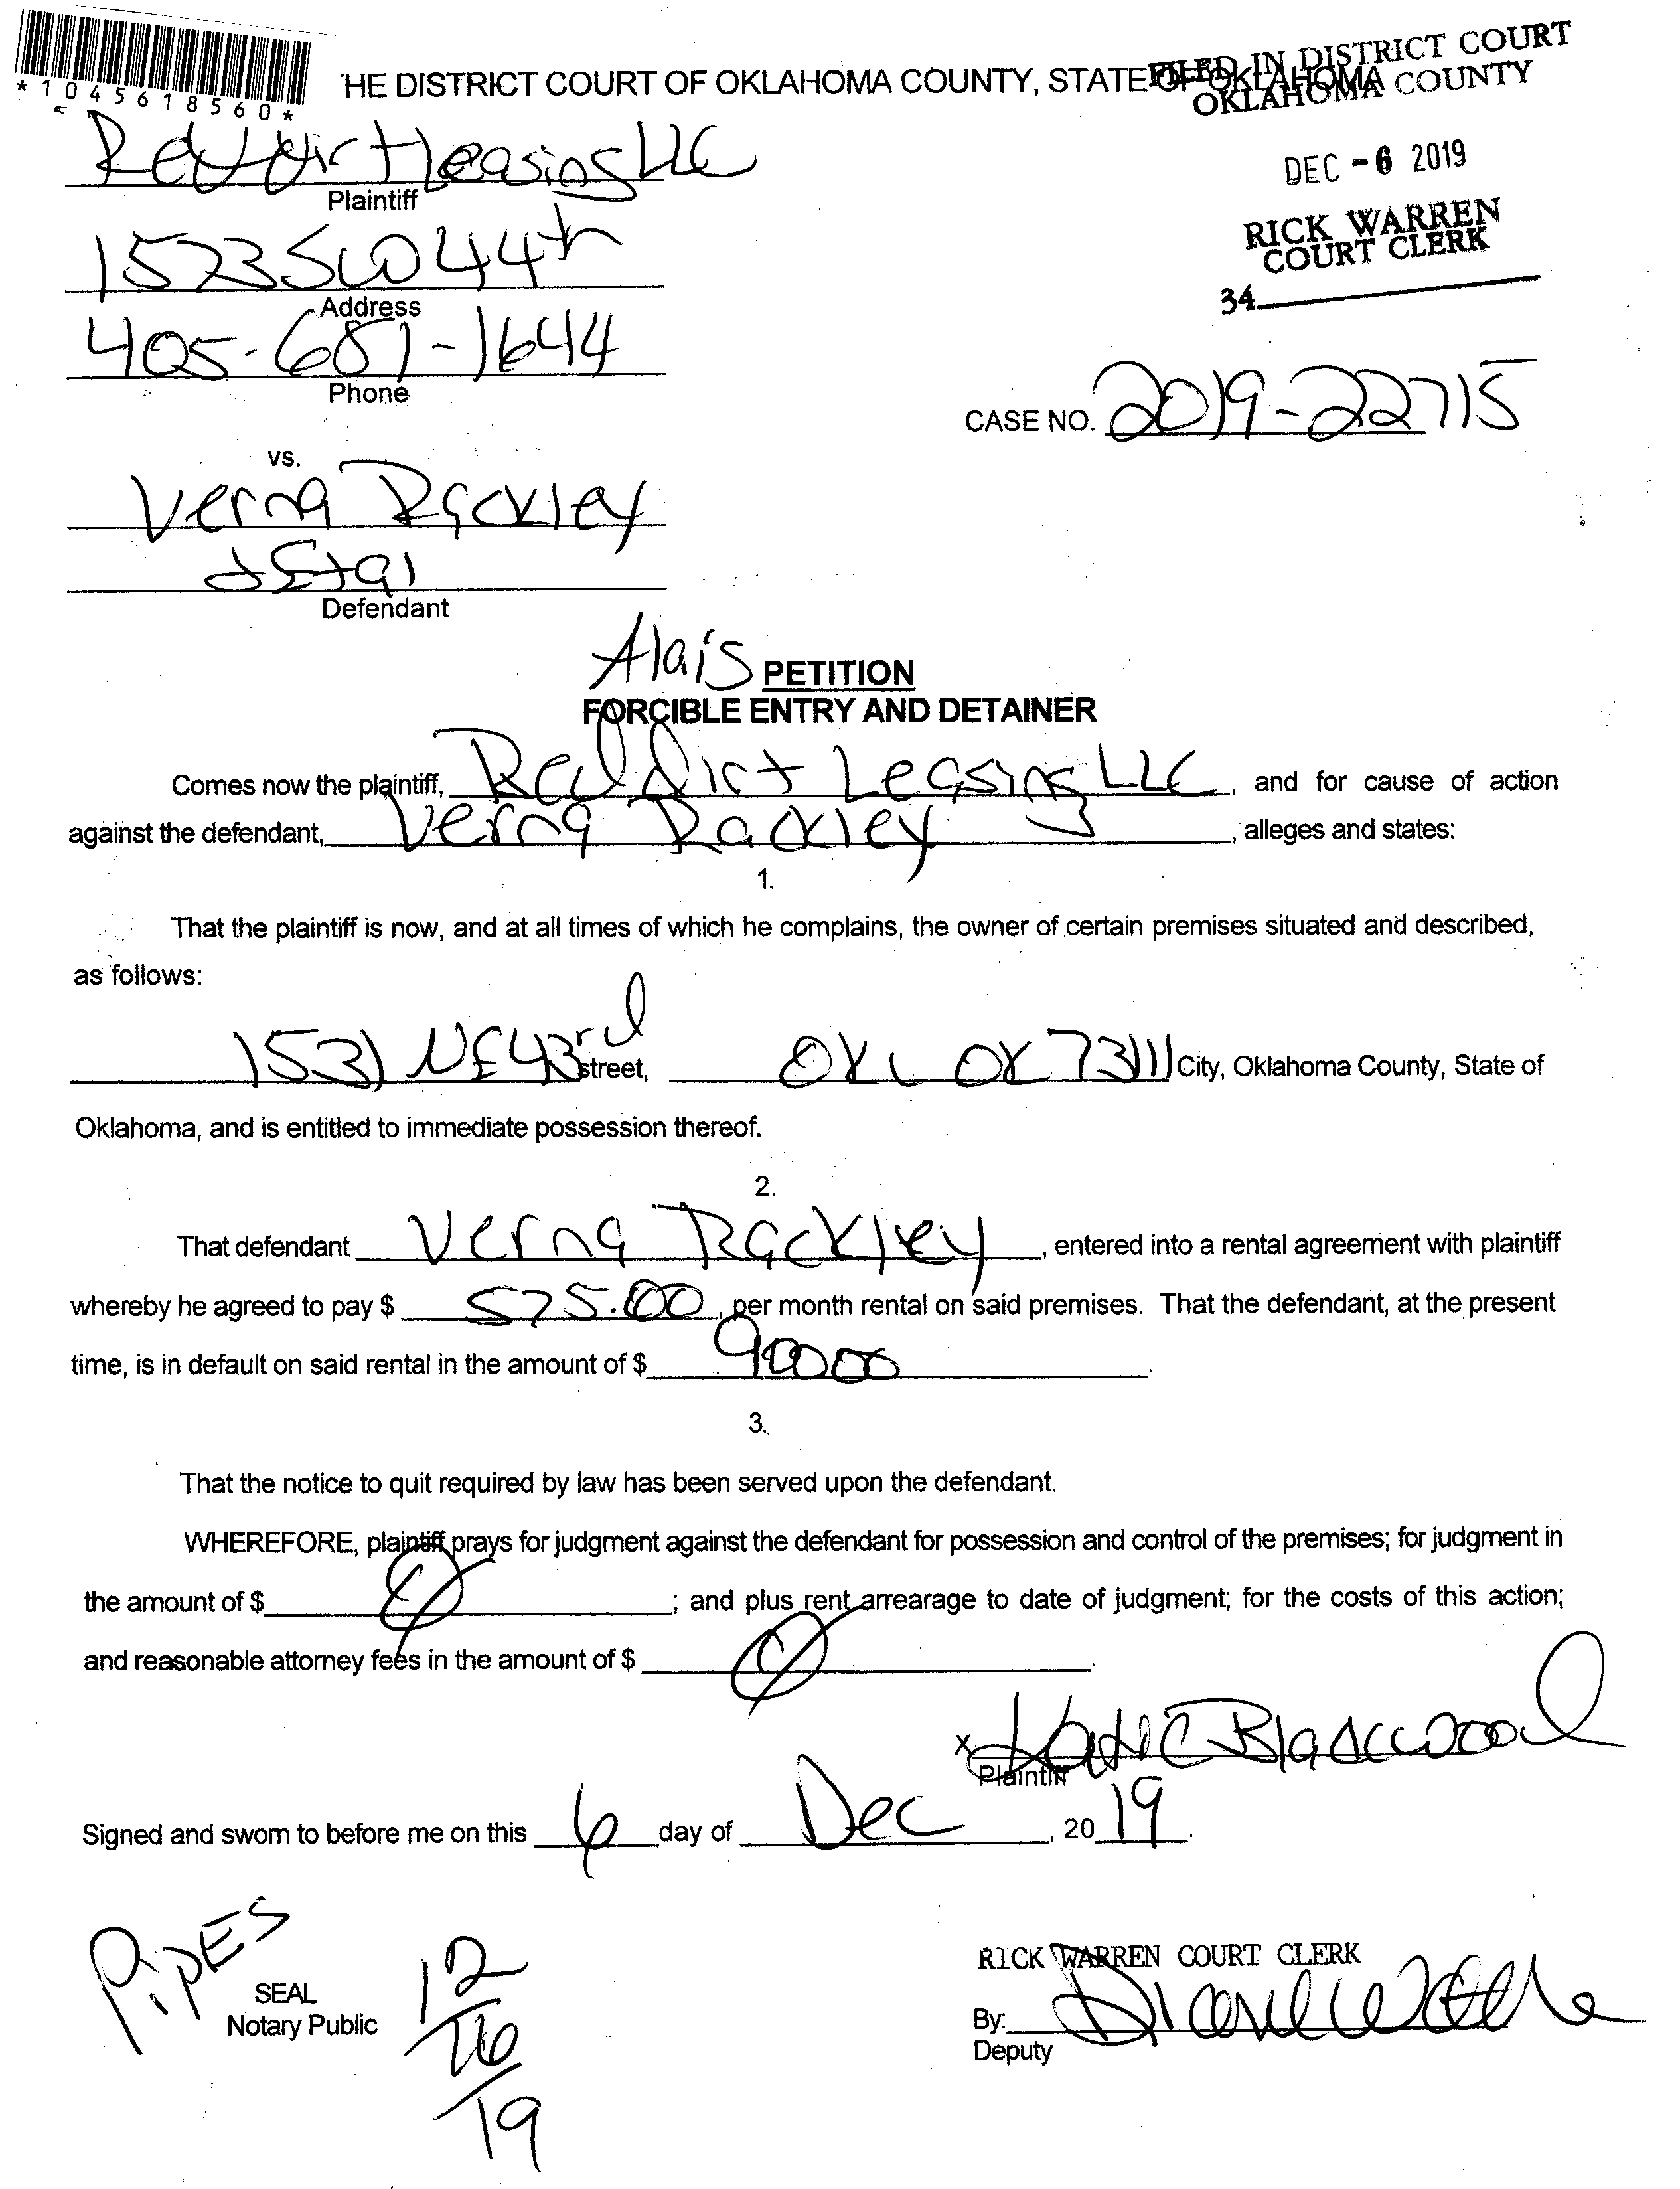 *1045618560*
HE DISTRICT COURT OF OKLAHOMA COUNTY, STATE OF OKLAHOMA
FILED IN DISTRICT COURT
OKLAHOMA COUNTY
DEC -6 2019
RICK WARREN
COURT CLERK
34
Red Dirt Leasing LLC
Plaintiff
1573 SW 44th
Address
405-681-1644
Phone
CASE NO. 2019-22715
vs.
Verna Rackley
Etal
Defendant
Alais PETITION
FORCIBLE ENTRY AND DETAINER
Comes now the plaintiff, Red Dirt Leasing LLC, and for cause of action
against the defendant, Verna Rackley, alleges and states:
1.
That the plaintiff is now, and at all times of which he complains, the owner of certain premises situated and described,
as follows:
1531 NE 43rd street, OKC OK 73111 City, Oklahoma County, State of
Oklahoma, and is entitled to immediate possession thereof.
2.
That defendant Verna Rackley, entered into a rental agreement with plaintiff
whereby he agreed to pay $ 575.00, per month rental on said premises. That the defendant, at the present
time, is in default on said rental in the amount of $ 90000.
3.
That the notice to quit required by law has been served upon the defendant.
WHEREFORE, plaintiff prays for judgment against the defendant for possession and control of the premises; for judgment in
the amount of $ 0; and plus rent arrearage to date of judgment; for the costs of this action;
and reasonable attorney fees in the amount of $ 0.
X Katie Blackwood
Plaintiff
Signed and sworn to before me on this 6 day of Dec, 2019.
PipES
SEAL
Notary Public
12/16/19
RICK WARREN COURT CLERK
By:
Deputy